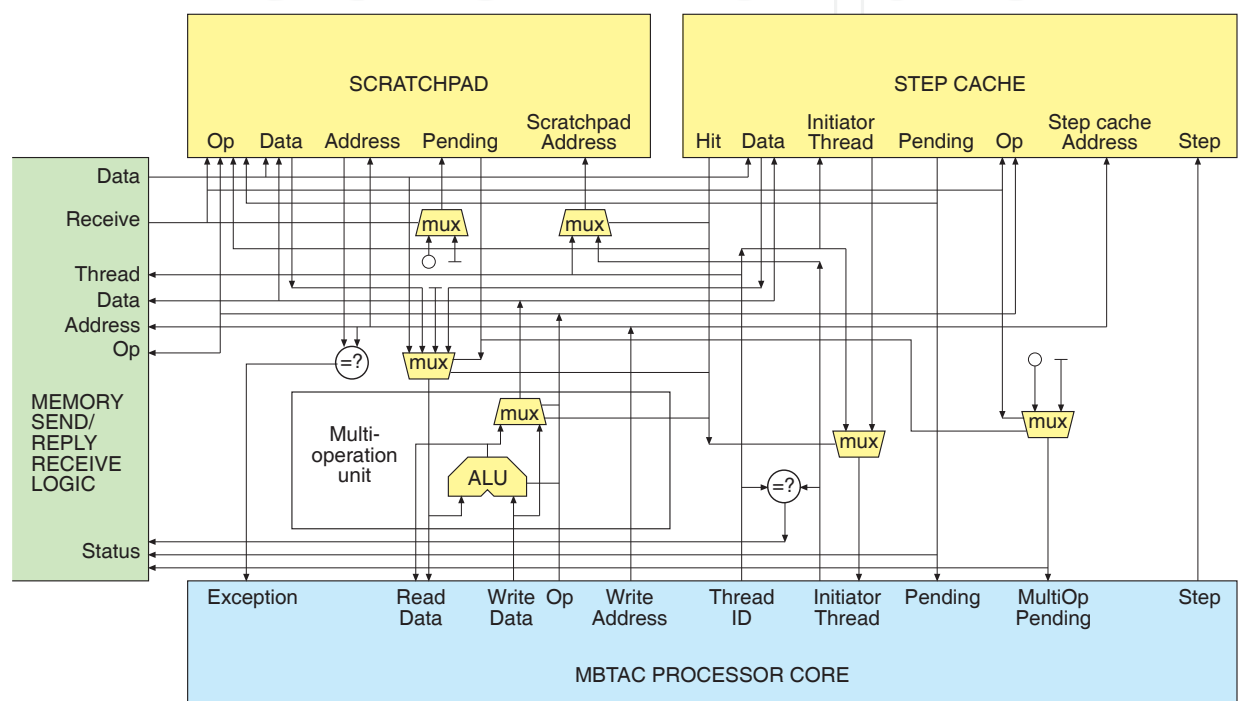 SCRATCHPAD
STEP CACHE
Op Data Address Pending Scratchpad
Address
Hit Data Initiator
Thread Pending Op Step cache
Address Step
Data
Receive
mux
mux
Thread
Data
Address
Op
=?
mux
MEMORY
SEND/
REPLY
RECEIVE
LOGIC
Multi-
operation
unit
mux
mux
mux
ALU
=?
Status
Exception
Read
Data
Write
Data
Op
Write
Address
Thread
ID
Initiator
Thread
Pending
MultiOp
Pending
Step
MBTAC PROCESSOR CORE